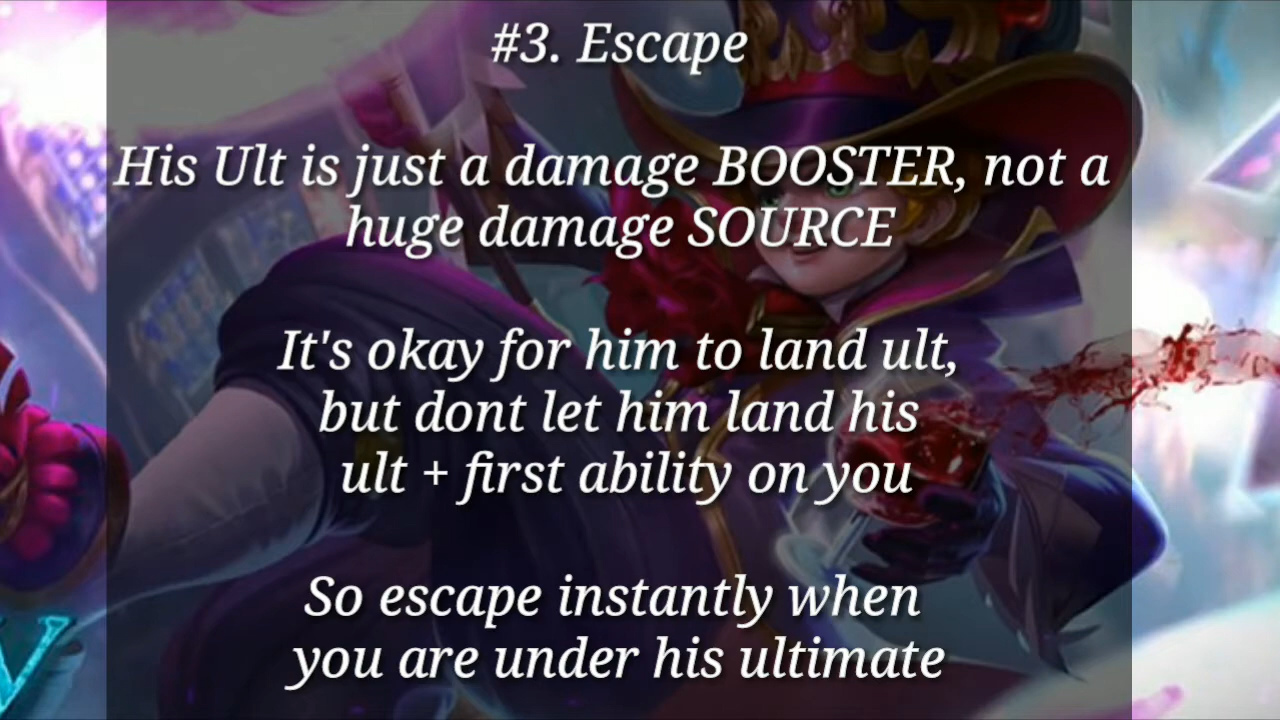 #3. Escape
His Ult is just a damage BOOSTER, not a
huge damage SOURCE
It's okay for him to land ult,
but dont let him land his
ult + first ability on you
So escape instantly when
you are under his ultimate